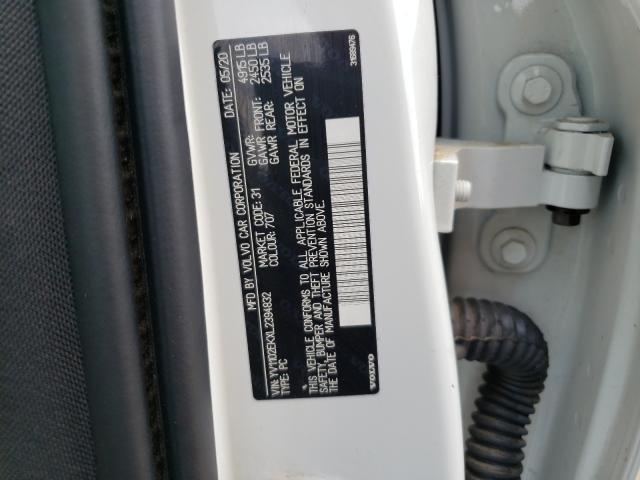 MFD BY VOLVO CAR CORPORATION DATE: 05/20
GVWR: 4915 LB
MARKET CODE: 31 GAWR FRONT: 2450 LB
COLOUR: 707 GAWR REAR: 2535 LB
VIN: YV1102EKXL2394832
TYPE: PC
THIS VEHICLE CONFORMS TO ALL APPLICABLE FEDERAL MOTOR VEHICLE
SAFETY, BUMPER AND THEFT PREVENTION STANDARDS IN EFFECT ON
THE DATE OF MANUFACTURE SHOWN ABOVE.
VOLVO